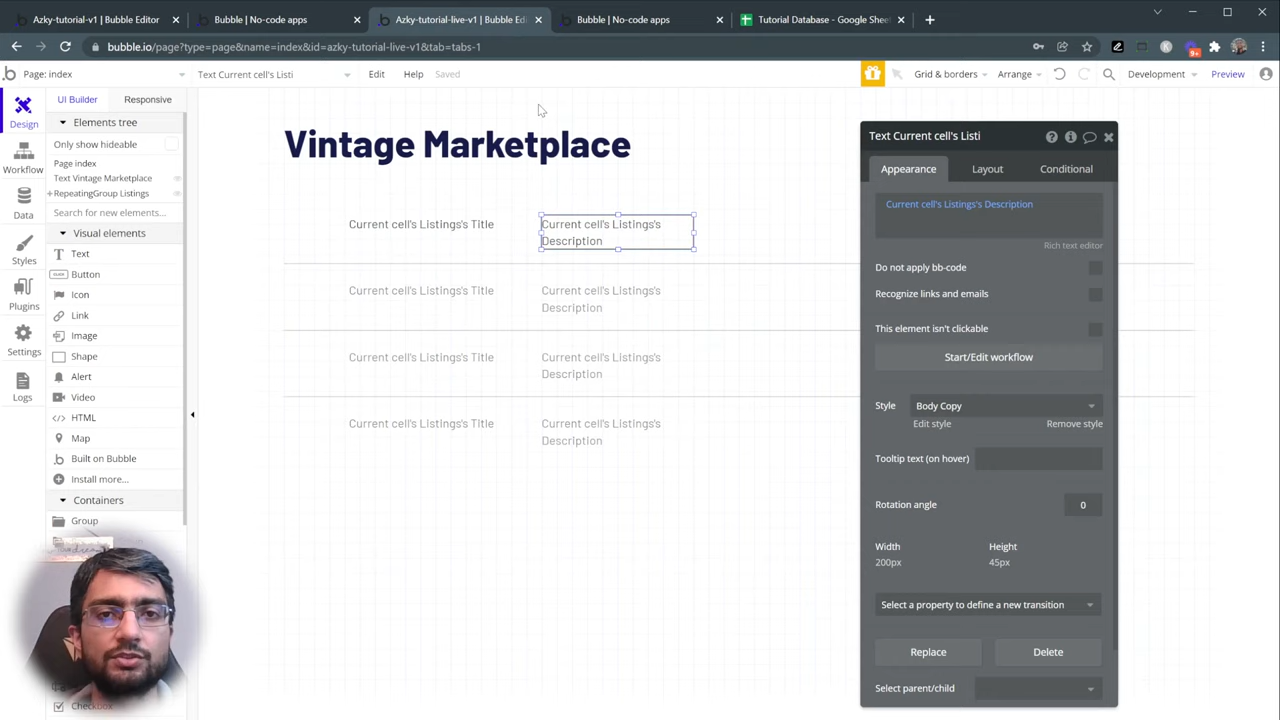 Azky-tutorial-v1 | Bubble Editor
Bubble | No-code apps
Azky-tutorial-live-v1 | Bubble Edi
Bubble | No-code apps
Tutorial Database - Google Shee
bubble.io/page?type=page&name=index&id=azky-tutorial-live-v1&tab=tabs-1
9+
Page: index
Text Current cell's Listi
Edit
Help
Saved
Grid & borders
Arrange
Development
Preview
Design
Workflow
Data
Styles
Plugins
Settings
Logs
UI Builder
Responsive
Elements tree
Only show hideable
Page index
Text Vintage Marketplace
RepeatingGroup Listings
Search for new elements...
Visual elements
Text
Button
Icon
Link
Image
Shape
Alert
Video
HTML
Map
Built on Bubble
Install more...
Containers
Group
Checkbox
Vintage Marketplace
Current cell's Listings's Title
Current cell's Listings's
Description
Current cell's Listings's Title
Current cell's Listings's
Description
Current cell's Listings's Title
Current cell's Listings's
Description
Current cell's Listings's Title
Current cell's Listings's
Description
Text Current cell's Listi
Appearance
Layout
Conditional
Current cell's Listings's Description
Rich text editor
Do not apply bb-code
Recognize links and emails
This element isn't clickable
Start/Edit workflow
Style
Body Copy
Edit style
Remove style
Tooltip text (on hover)
Rotation angle
0
Width
Height
200px
45px
Select a property to define a new transition
Replace
Delete
Select parent/child